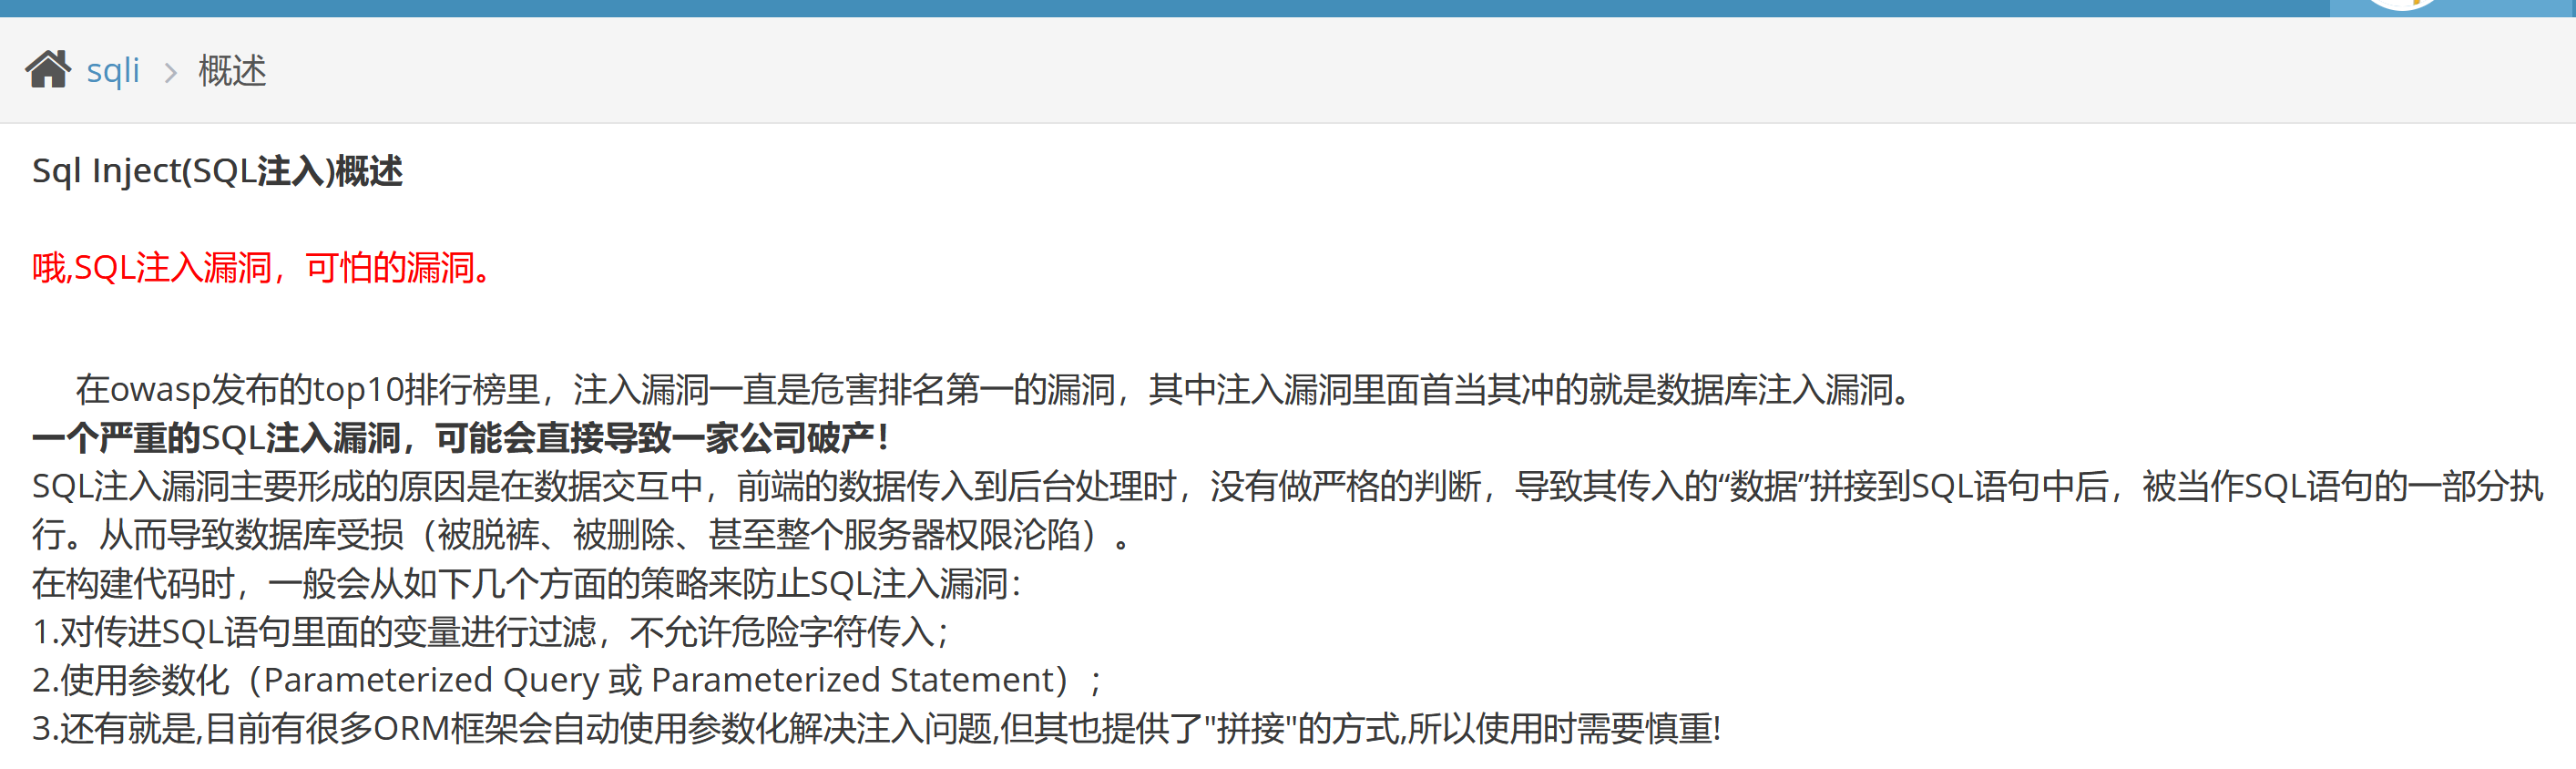 sqli > 概述
Sql Inject(SQL注入)概述
哦,SQL注入漏洞，可怕的漏洞。
在owasp发布的top10排行榜里，注入漏洞一直是危害排名第一的漏洞，其中注入漏洞里面首当其冲的就是数据库注入漏洞。
一个严重的SQL注入漏洞，可能会直接导致一家公司破产！
SQL注入漏洞主要形成的原因是在数据交互中，前端的数据传入到后台处理时，没有做严格的判断，导致其传入的“数据”拼接到SQL语句中后，被当作SQL语句的一部分执
行。从而导致数据库受损（被脱裤、被删除、甚至整个服务器权限沦陷）。
在构建代码时，一般会从如下几个方面的策略来防止SQL注入漏洞：
1.对传进SQL语句里面的变量进行过滤，不允许危险字符传入；
2.使用参数化（Parameterized Query 或 Parameterized Statement）；
3.还有就是,目前有很多ORM框架会自动使用参数化解决注入问题,但其也提供了"拼接"的方式,所以使用时需要慎重!